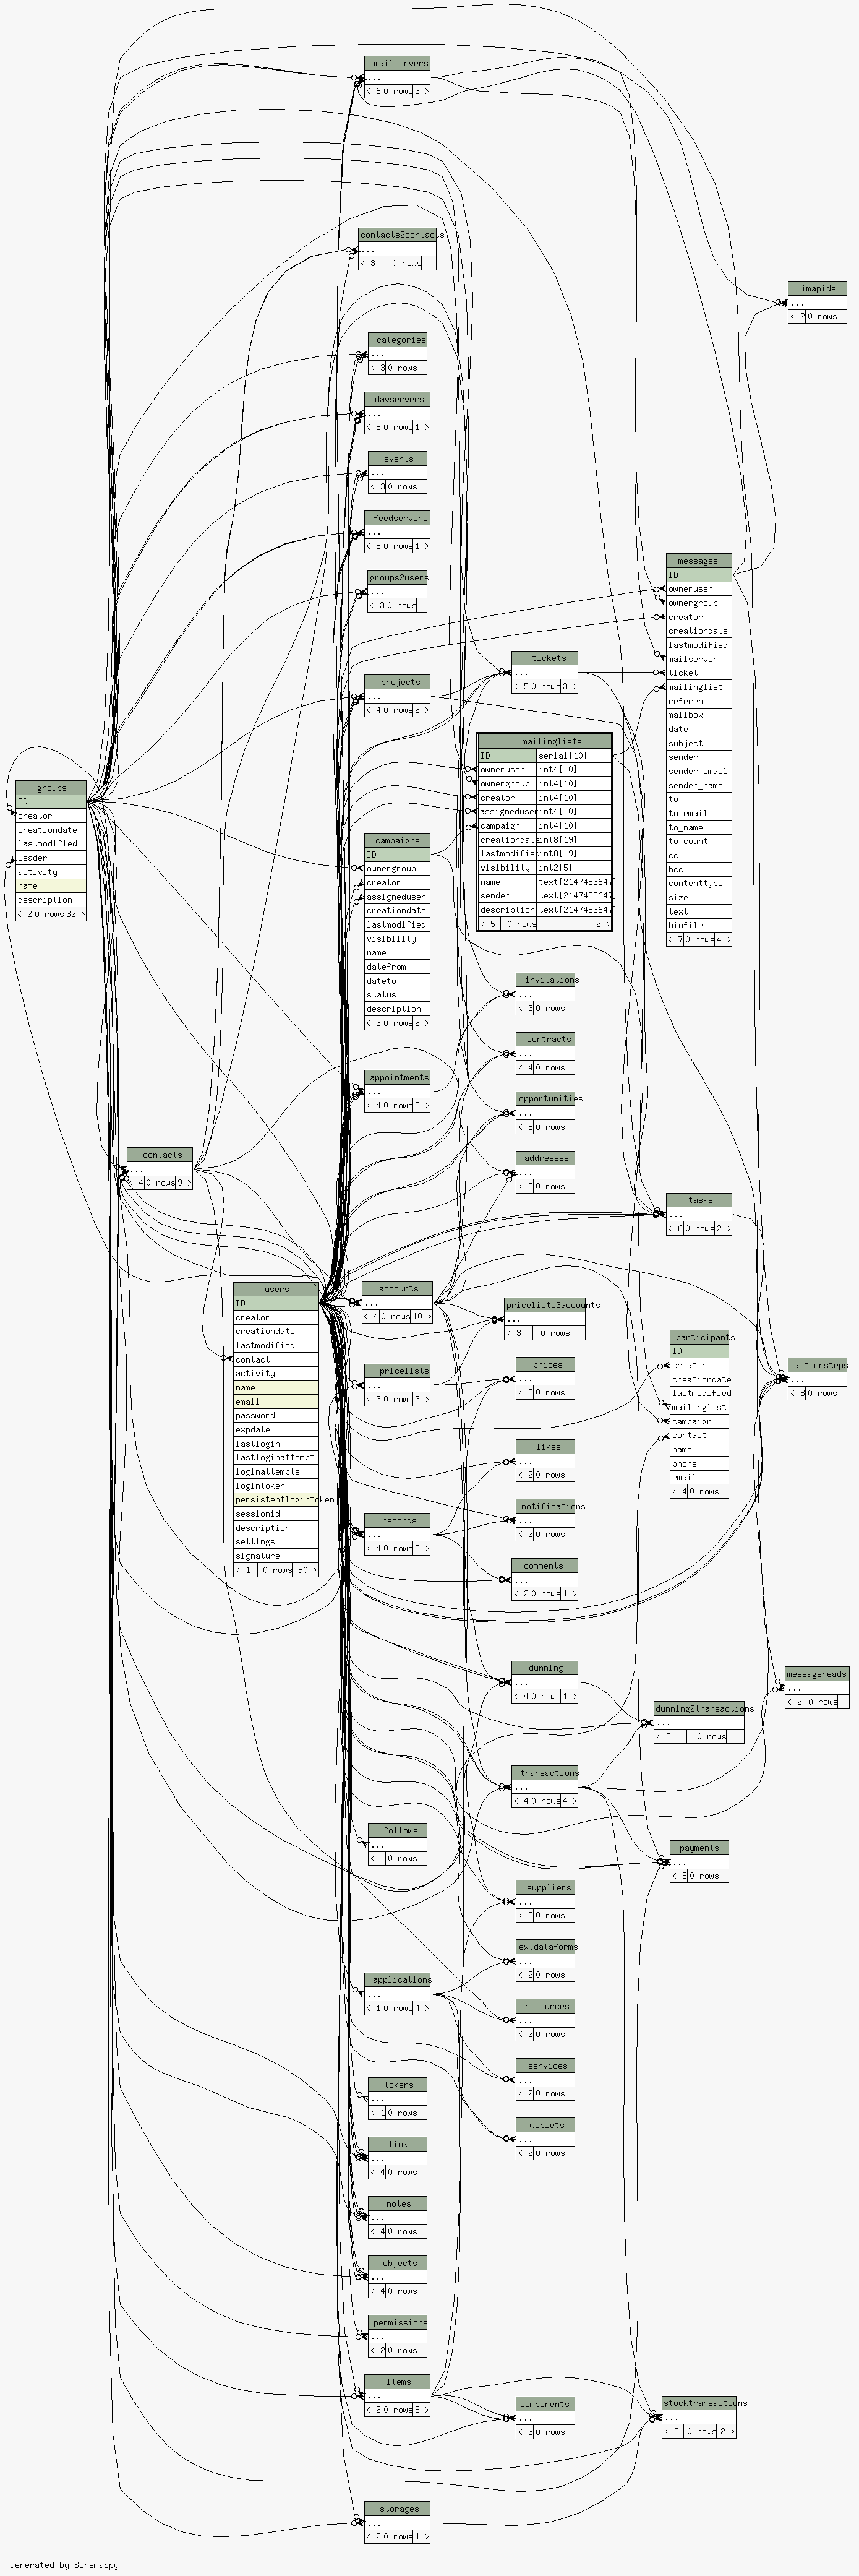 mailservers
...
< 6 0 rows 2 >
contacts2contacts
...
< 3 0 rows
imapids
...
< 2 0 rows
categories
...
< 3 0 rows
davservers
...
< 5 0 rows 1 >
events
...
< 3 0 rows
feedservers
...
< 5 0 rows 1 >
groups2users
...
< 3 0 rows
messages
ID
owneruser
ownergroup
creator
creationdate
lastmodified
mailserver
ticket
mailinglist
reference
mailbox
date
subject
sender
sender_email
sender_name
to
to_email
to_name
to_count
cc
bcc
contenttype
size
text
binfile
< 7 0 rows 4 >
tickets
...
< 5 0 rows 3 >
projects
...
< 4 0 rows 2 >
mailinglists
ID serial[10]
owneruser int4[10]
ownergroup int4[10]
creator int4[10]
assigneduser int4[10]
campaign int4[10]
creationdate int8[19]
lastmodified int8[19]
visibility int2[5]
name text[2147483647]
sender text[2147483647]
description text[2147483647]
< 5 0 rows 2 >
groups
ID
creator
creationdate
lastmodified
leader
activity
name
description
< 2 0 rows 32 >
campaigns
ID
ownergroup
creator
assigneduser
creationdate
lastmodified
visibility
name
datefrom
dateto
status
description
< 3 0 rows 2 >
invitations
...
< 3 0 rows
contracts
...
< 4 0 rows
appointments
...
< 4 0 rows 2 >
opportunities
...
< 5 0 rows
contacts
...
< 4 0 rows 9 >
addresses
...
< 3 0 rows
tasks
...
< 6 0 rows 2 >
users
ID
creator
creationdate
lastmodified
contact
activity
name
email
password
expdate
lastlogin
lastloginattempt
loginattempts
logintoken
persistentlogintoken
sessionid
description
settings
signature
< 1 0 rows 90 >
accounts
...
< 4 0 rows 10 >
pricelists2accounts
...
< 3 0 rows
participants
ID
creator
creationdate
lastmodified
mailinglist
campaign
contact
name
phone
email
< 4 0 rows
pricelists
...
< 2 0 rows 2 >
prices
...
< 3 0 rows
actionsteps
...
< 8 0 rows
likes
...
< 2 0 rows
notifications
...
< 2 0 rows
records
...
< 4 0 rows 5 >
comments
...
< 2 0 rows 1 >
dunning
...
< 4 0 rows 1 >
messagereads
...
< 2 0 rows
dunning2transactions
...
< 3 0 rows
transactions
...
< 4 0 rows 4 >
follows
...
< 1 0 rows
payments
...
< 5 0 rows
suppliers
...
< 3 0 rows
extdataforms
...
< 2 0 rows
applications
...
< 1 0 rows 4 >
resources
...
< 2 0 rows
services
...
< 2 0 rows
tokens
...
< 1 0 rows
weblets
...
< 2 0 rows
links
...
< 4 0 rows
notes
...
< 4 0 rows
objects
...
< 4 0 rows
permissions
...
< 2 0 rows
items
...
< 2 0 rows 5 >
components
...
< 3 0 rows
stocktransactions
...
< 5 0 rows 2 >
storages
...
< 2 0 rows 1 >
Generated by SchemaSpy